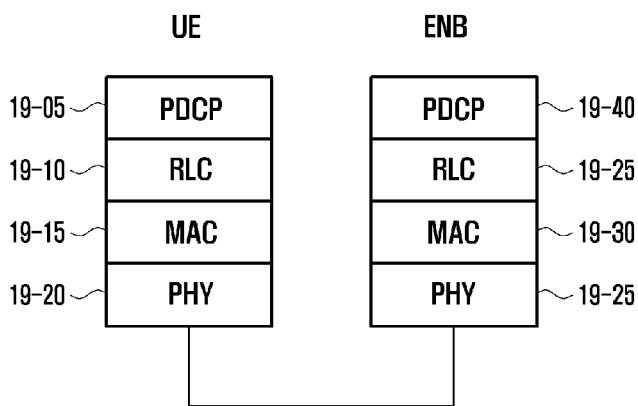 UE ENB
19-05 PDCP PDCP 19-40
19-10 RLC RLC 19-25
19-15 MAC MAC 19-30
19-20 PHY PHY 19-25